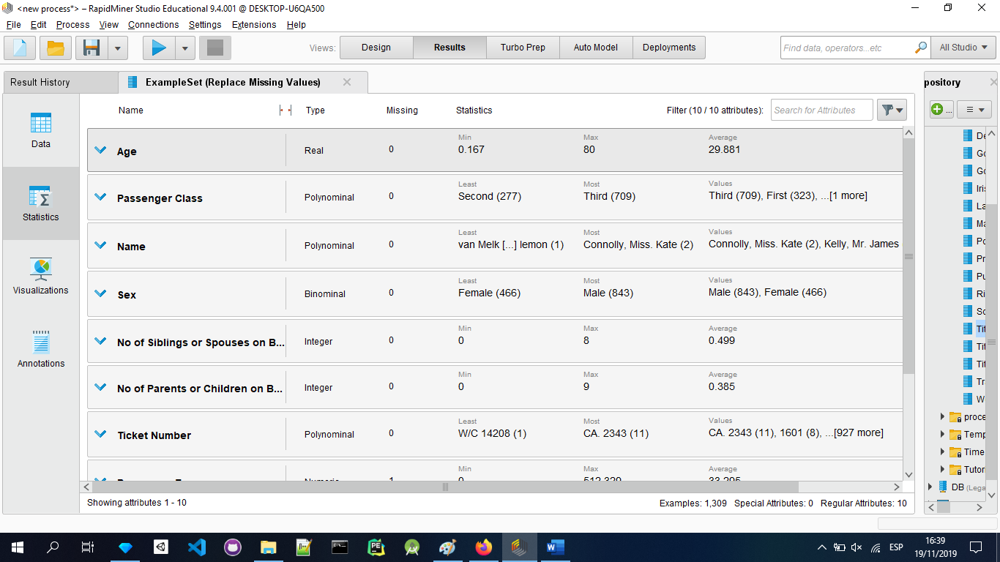 <new process*> – RapidMiner Studio Educational 9.4.001 @ DESKTOP-U6QA500
File Edit Process View Connections Settings Extensions Help
Views: Design Results Turbo Prep Auto Model Deployments Find data, operators...etc All Studio
Result History ExampleSet (Replace Missing Values) pository
Name Type Missing Statistics Filter (10 / 10 attributes): Search for Attributes ...
Data
Statistics
Visualizations
Annotations
Min Max Average
Age Real 0 0.167 80 29.881
Least Most Values
Passenger Class Polynominal 0 Second (277) Third (709) Third (709), First (323), ...[1 more]
Least Most Values
Name Polynominal 0 van Melk [...] lemon (1) Connolly, Miss. Kate (2) Connolly, Miss. Kate (2), Kelly, Mr. James
Least Most Values
Sex Binominal 0 Female (466) Male (843) Male (843), Female (466)
Min Max Average
No of Siblings or Spouses on B... Integer 0 0 8 0.499
Min Max Average
No of Parents or Children on B... Integer 0 0 9 0.385
Least Most Values
Ticket Number Polynominal 0 W/C 14208 (1) CA. 2343 (11) CA. 2343 (11), 1601 (8), ...[927 more]
Min Max Average
De
Go
Go
Iris
La
Ma
Po
Pr
Pu
Ri
So
Tit
Tit
Tit
Tr
W
proce
Temp
Time
Tutor
DB (Lega
Showing attributes 1 - 10 Examples: 1,309 Special Attributes: 0 Regular Attributes: 10
ESP 16:39
19/11/2019